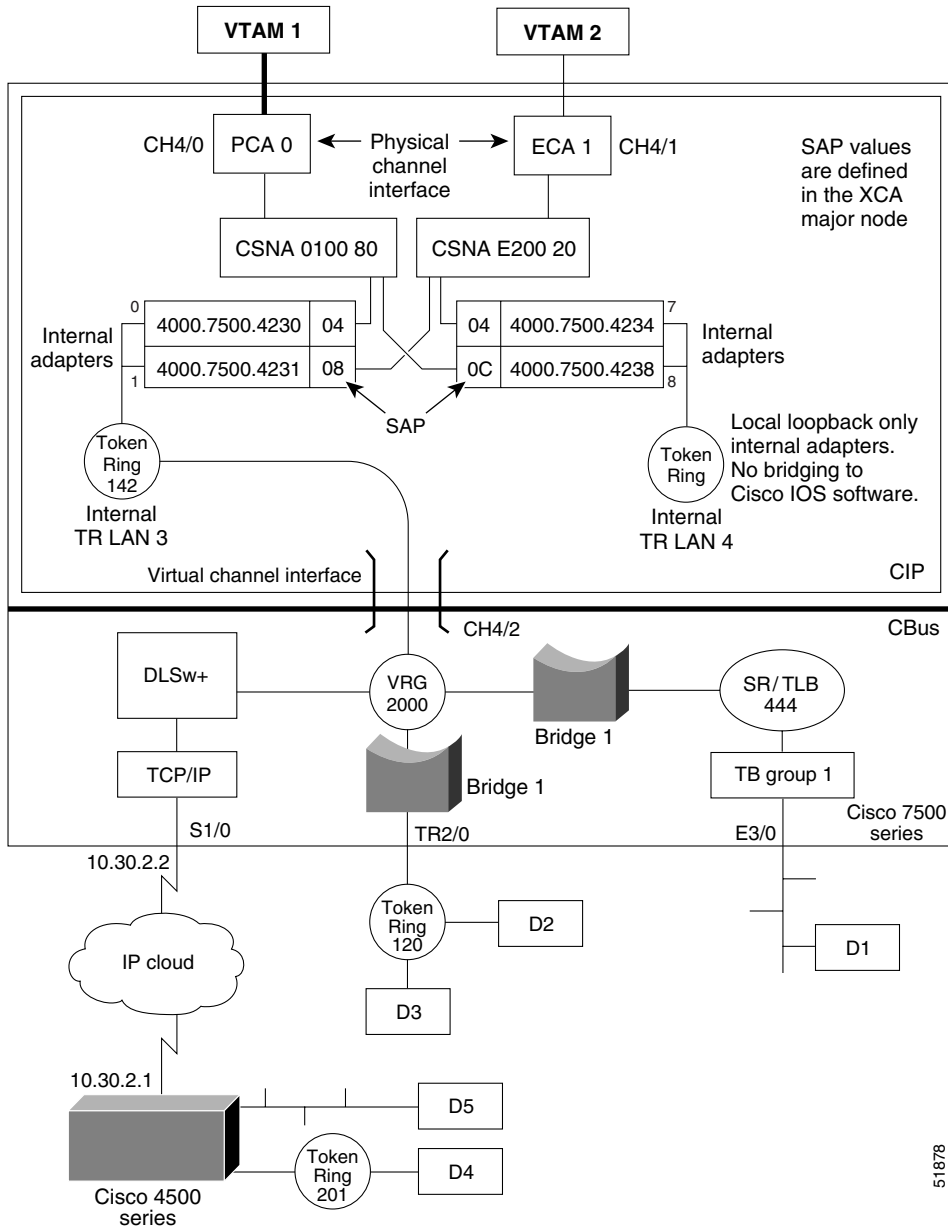 VTAM 1
VTAM 2
CH4/0
PCA 0
Physical
channel
interface
ECA 1
CH4/1
SAP values
are defined
in the XCA
major node
CSNA 0100 80
CSNA E200 20
Internal
adapters
0
4000.7500.4230
04
1
4000.7500.4231
08
04
4000.7500.4234
7
0C
4000.7500.4238
8
Internal
adapters
SAP
Token
Ring
142
Internal
TR LAN 3
Token
Ring
Internal
TR LAN 4
Local loopback only
internal adapters.
No bridging to
Cisco IOS software.
Virtual channel interface
CIP
CH4/2
CBus
DLSw+
VRG
2000
Bridge 1
SR/TLB
444
TCP/IP
Bridge 1
TB group 1
Cisco 7500
series
S1/0
TR2/0
E3/0
10.30.2.2
IP cloud
Token
Ring
120
D2
D1
D3
10.30.2.1
D5
Token
Ring
201
D4
Cisco 4500
series
51878